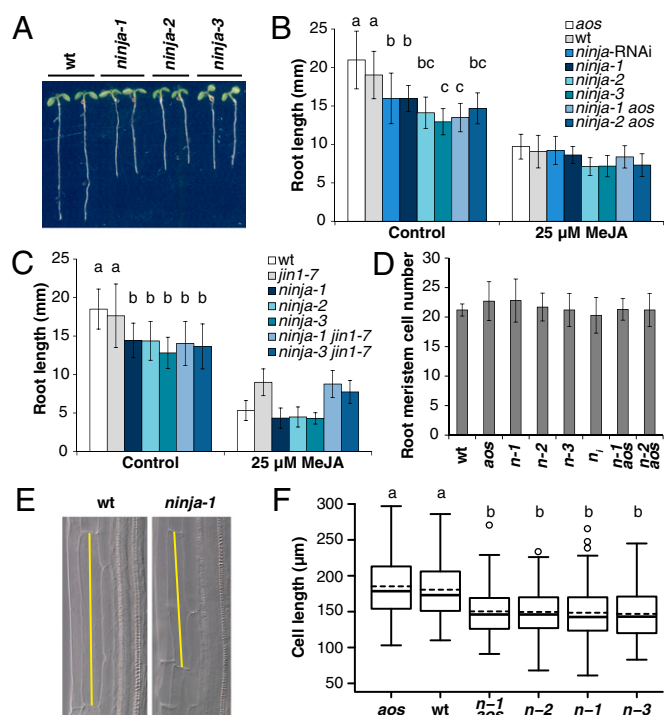 A
wt
ninja-1
ninja-2
ninja-3
B
Root length (mm)
25
20
15
10
5
0
a a b b bc bc c c
aos
wt
ninja-RNAi
ninja-1
ninja-2
ninja-3
ninja-1 aos
ninja-2 aos
Control
25 µM MeJA
C
Root length (mm)
25
20
15
10
5
0
a a b b b b b
wt
jin1-7
ninja-1
ninja-2
ninja-3
ninja-1 jin1-7
ninja-3 jin1-7
Control
25 µM MeJA
D
Root meristem cell number
30
25
20
15
10
5
0
wt
aos
n-1
n-2
n-3
ni
n-1 aos
n-2 aos
E
wt
ninja-1
F
Cell length (µm)
300
250
200
150
100
50
a a b b b b
aos
wt
n-1 aos
n-2
n-1
n-3